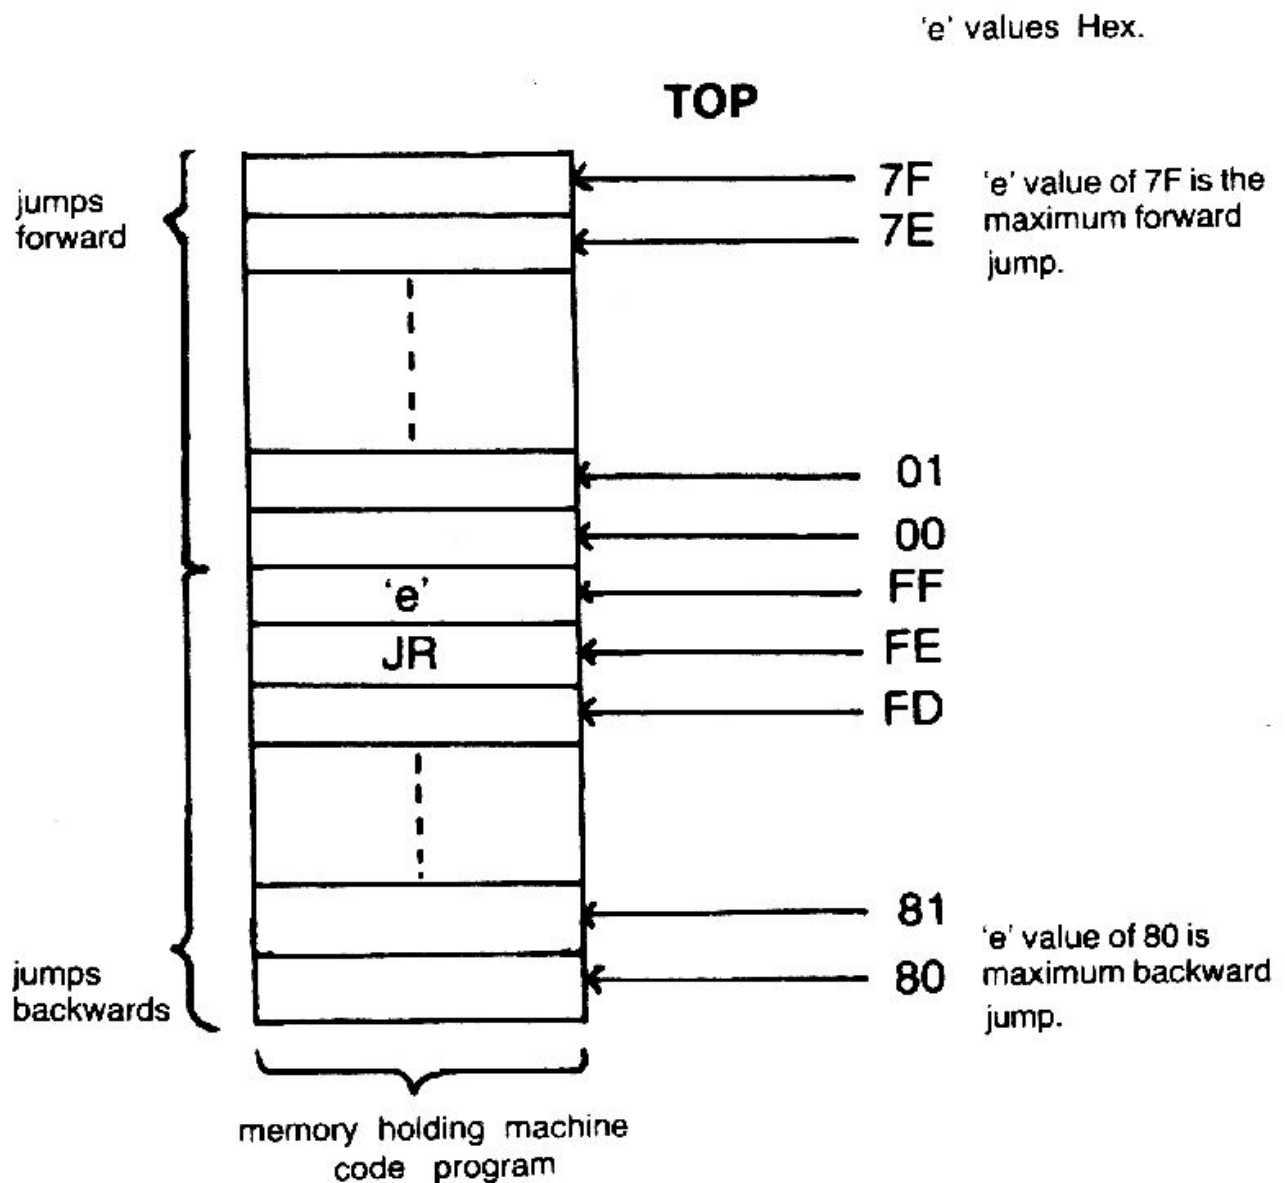 'e' values Hex.
TOP
jumps
forward
7F
'e' value of 7F is the
maximum forward
jump.
7E
01
00
'e'
FF
JR
FE
FD
81
80
'e' value of 80 is
maximum backward
jump.
jumps
backwards
memory holding machine
code program